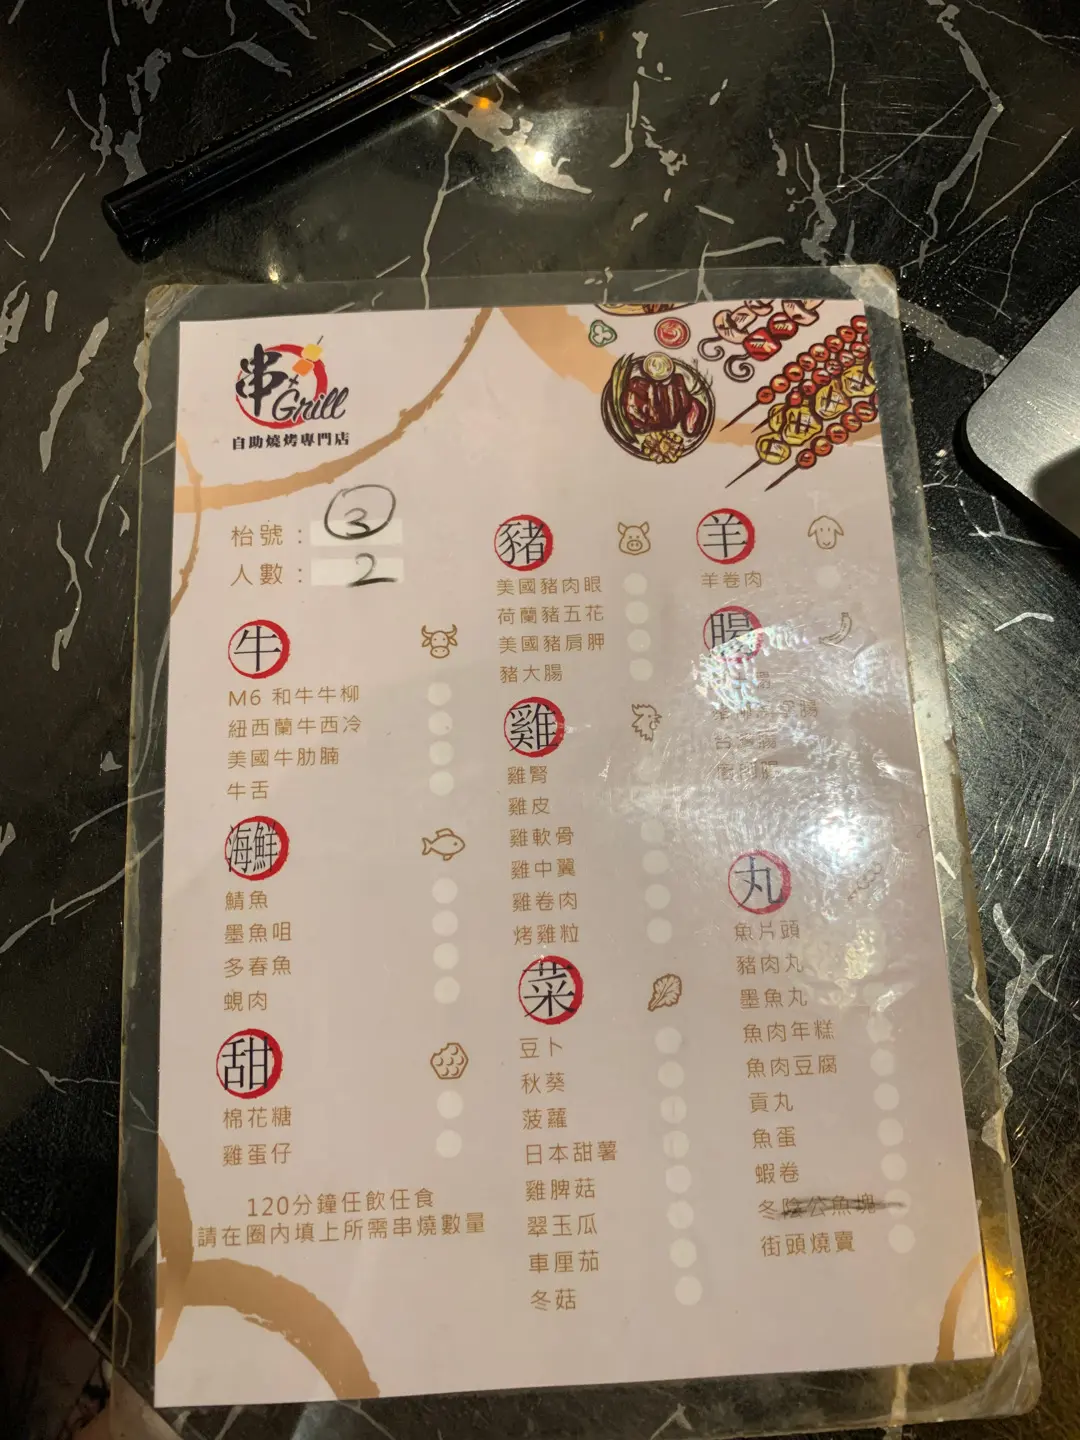 串
Grill
自助燒烤專門店
枱號：3
人數：2
牛
M6 和牛牛柳
紐西蘭牛西冷
美國牛肋腩
牛舌
海鮮
鯖魚
墨魚咀
多春魚
蜆肉
甜
棉花糖
雞蛋仔
120分鐘任飲任食
請在圈內填上所需串燒數量
豬
美國豬肉眼
荷蘭豬五花
美國豬肩胛
豬大腸
雞
雞腎
雞皮
雞軟骨
雞中翼
雞卷肉
烤雞粒
菜
豆卜
秋葵
菠蘿
日本甜薯
雞脾菇
翠玉瓜
車厘茄
冬菇
羊
羊卷肉
腸
丸
魚片頭
豬肉丸
墨魚丸
魚肉年糕
魚肉豆腐
貢丸
魚蛋
蝦卷
冬陰公魚塊
街頭燒賣